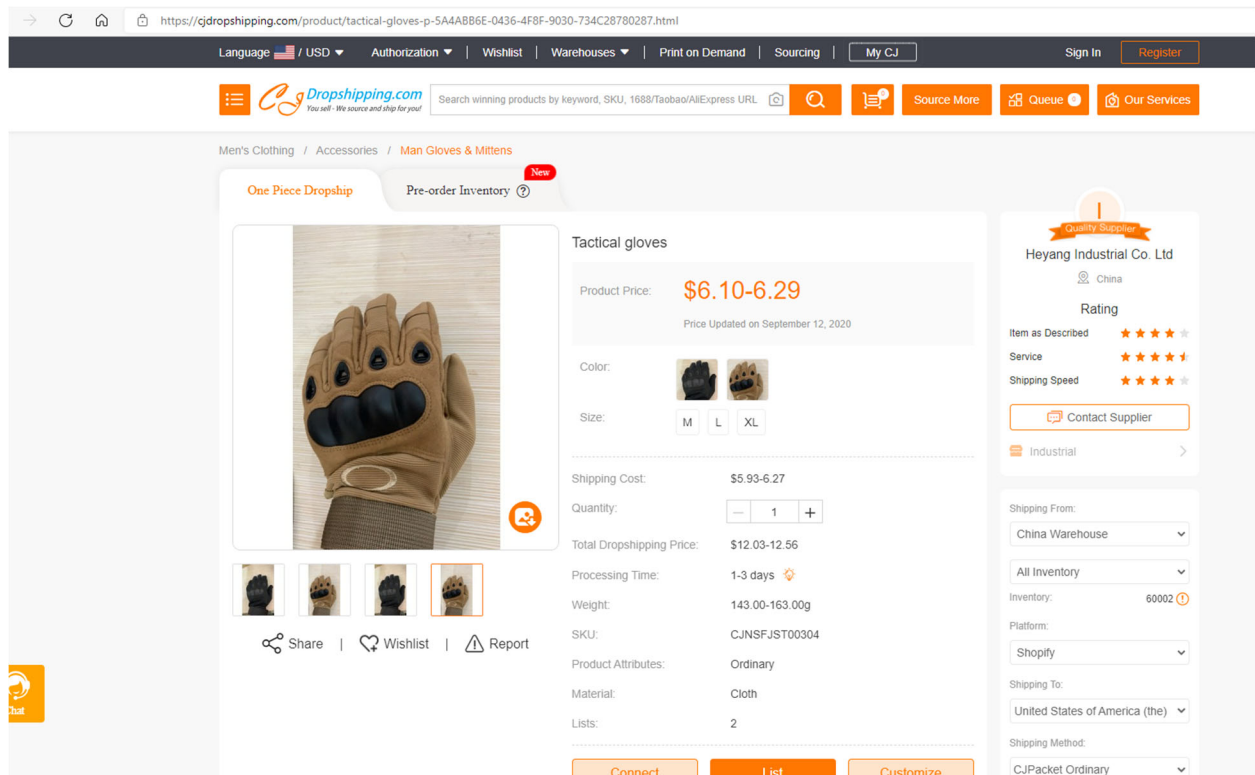 https://cjdropshipping.com/product/tactical-gloves-p-5A4ABB6E-0436-4F8F-9030-734C28780287.html
Language / USD Authorization | Wishlist | Warehouses | Print on Demand | Sourcing | My CJ Sign In Register
CJ Dropshipping.com
You sell - We source and ship for you!
Search winning products by keyword, SKU, 1688/Taobao/AliExpress URL
0
Source More
Queue 0
Our Services
Men's Clothing / Accessories / Man Gloves & Mittens
New
One Piece Dropship
Pre-order Inventory ?
Tactical gloves
Product Price: $6.10-6.29
Price Updated on September 12, 2020
Color:
Size: M L XL
Shipping Cost: $5.93-6.27
Quantity: — 1 +
Total Dropshipping Price: $12.03-12.56
Processing Time: 1-3 days
Weight: 143.00-163.00g
SKU: CJNSFJST00304
Product Attributes: Ordinary
Material: Cloth
Lists: 2
Connect List Customize
Share | Wishlist | Report
Chat
I
Quality Supplier
Heyang Industrial Co. Ltd
China
Rating
Item as Described
Service
Shipping Speed
Contact Supplier
Industrial
Shipping From:
China Warehouse
All Inventory
Inventory: 60002
Platform:
Shopify
Shipping To:
United States of America (the)
Shipping Method:
CJPacket Ordinary